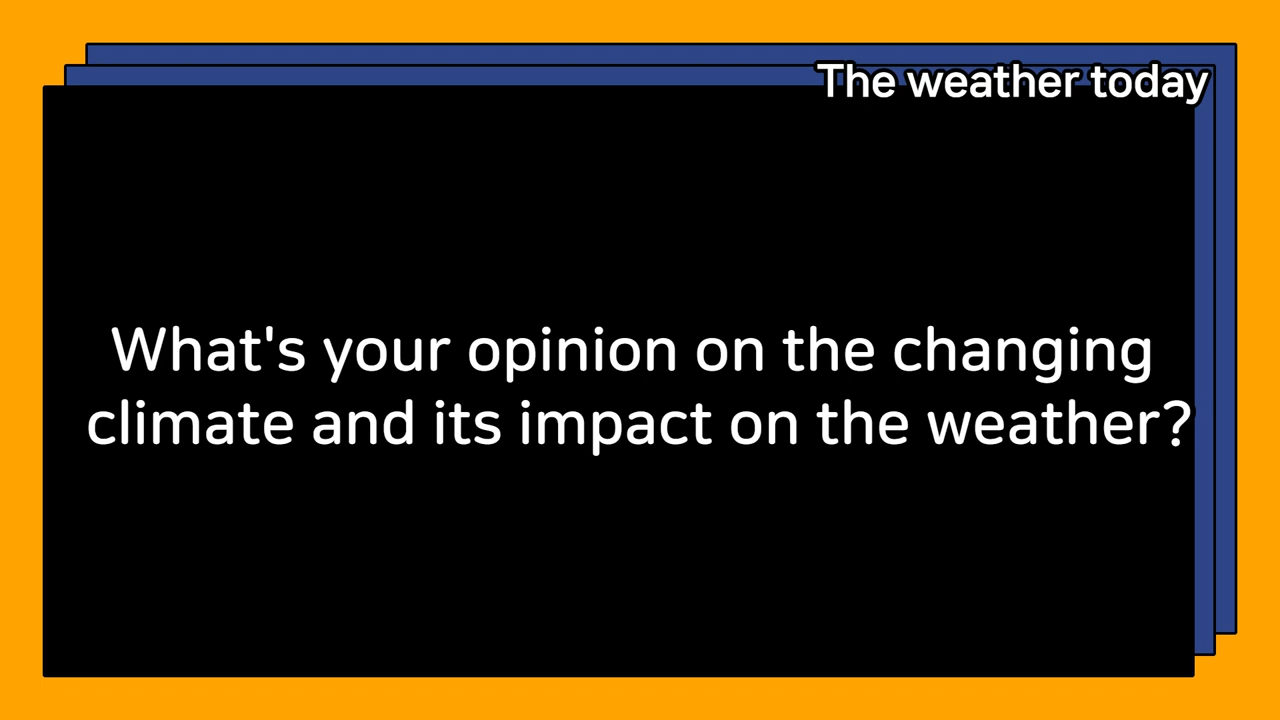 The weather today
What's your opinion on the changing
climate and its impact on the weather?